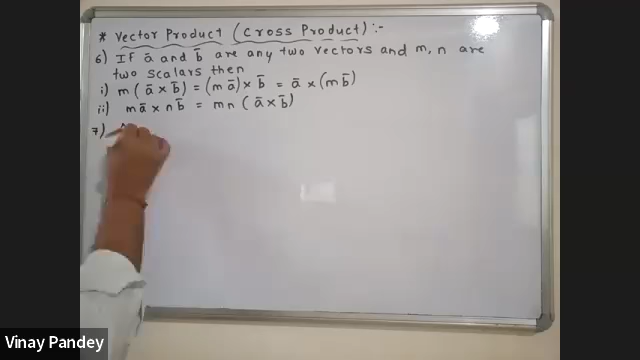 * Vector Product (Cross Product) :-
6) If a̅ and b̅ are any two vectors and m, n are
two scalars then
i) m ( a̅ × b̅ ) = (m a̅) × b̅ = a̅ × (m b̅)
ii) m a̅ × n b̅ = mn ( a̅ × b̅ )
7)
Vinay Pandey